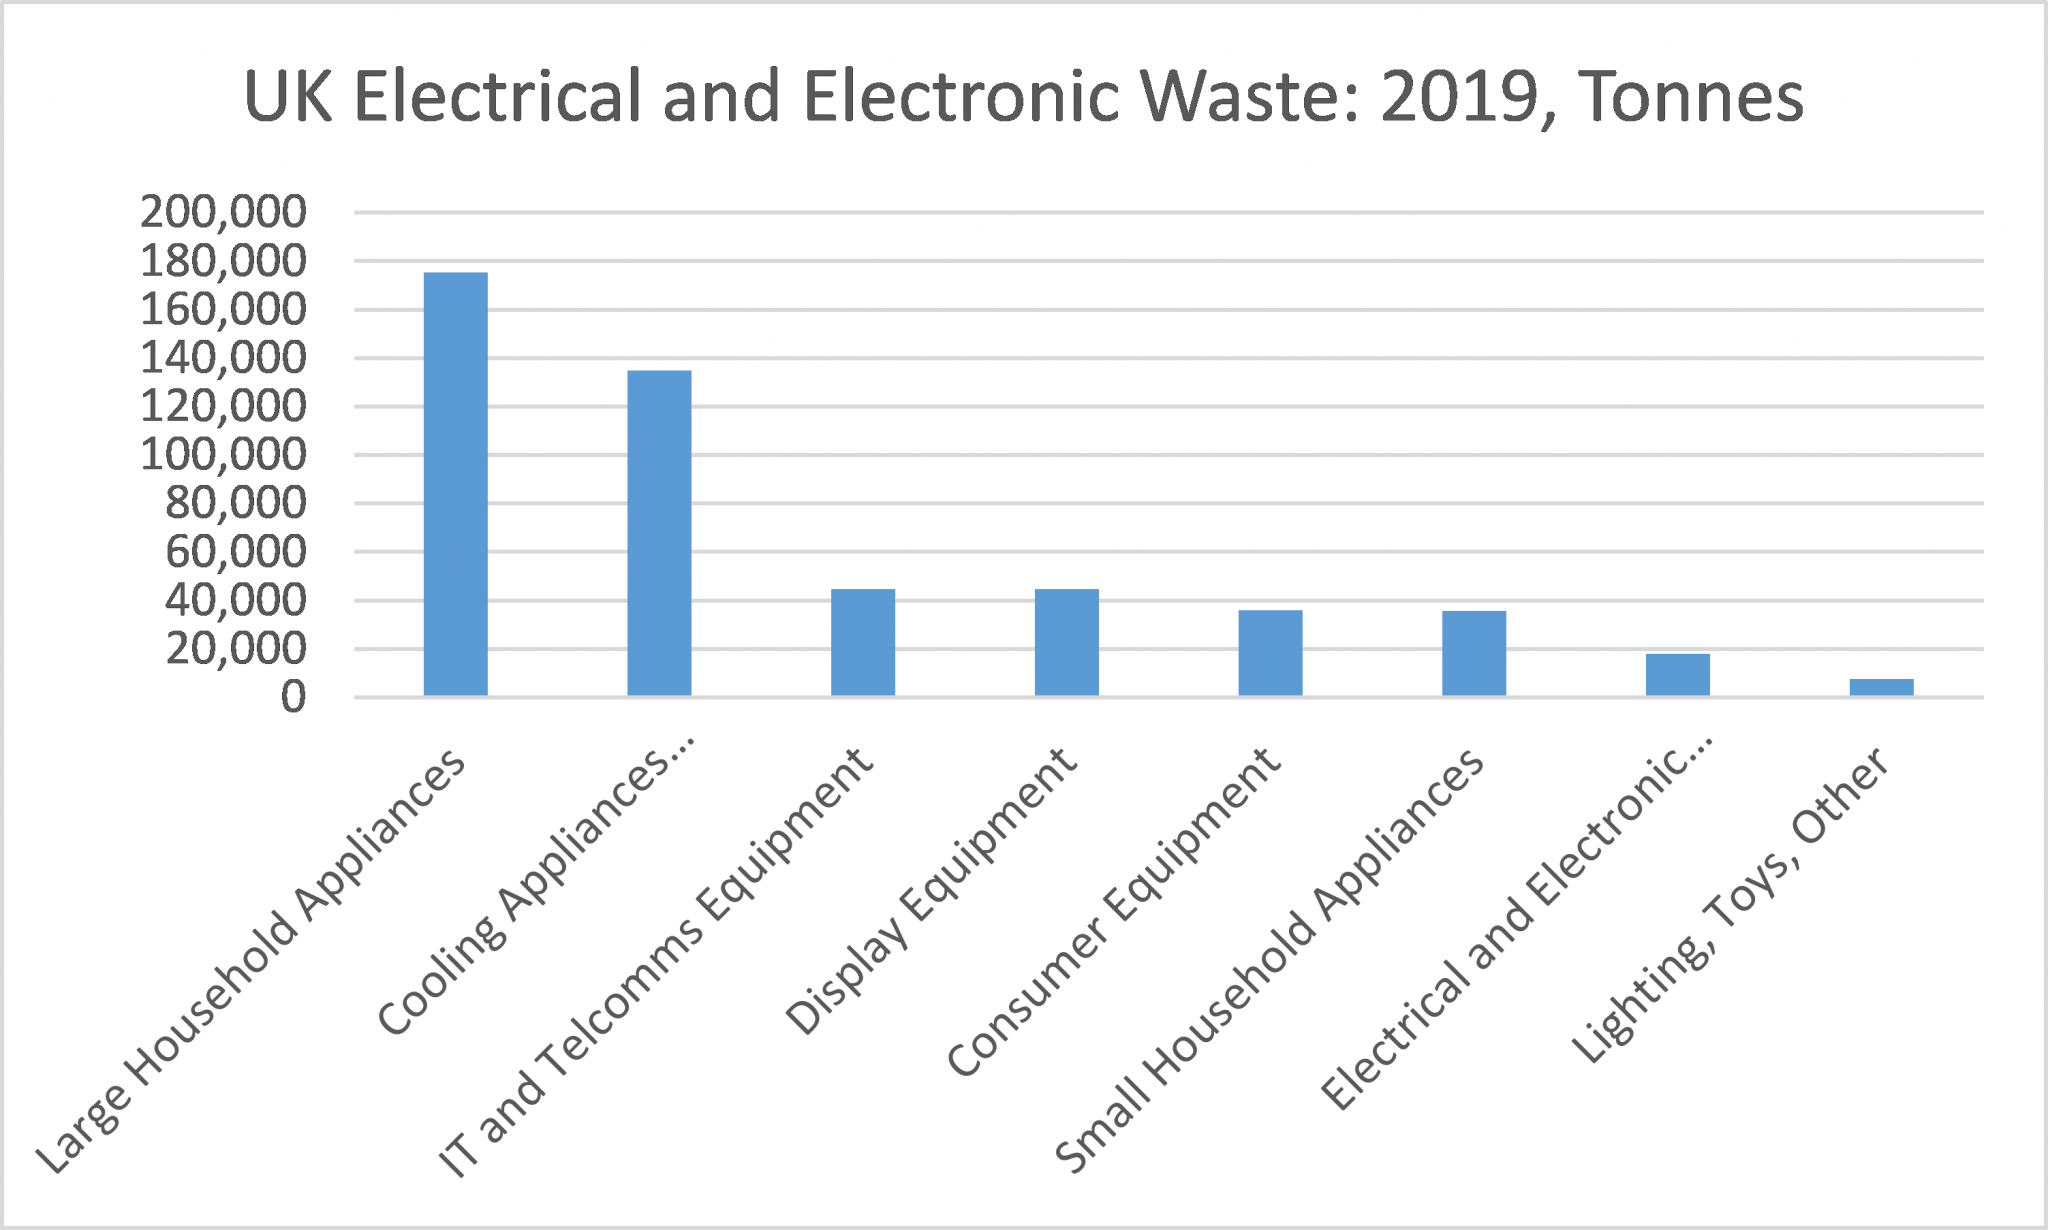 UK Electrical and Electronic Waste: 2019, Tonnes
200,000
180,000
160,000
140,000
120,000
100,000
80,000
60,000
40,000
20,000
0
Large Household Appliances
Cooling Appliances...
IT and Telcomms Equipment
Display Equipment
Consumer Equipment
Small Household Appliances
Electrical and Electronic...
Lighting, Toys, Other